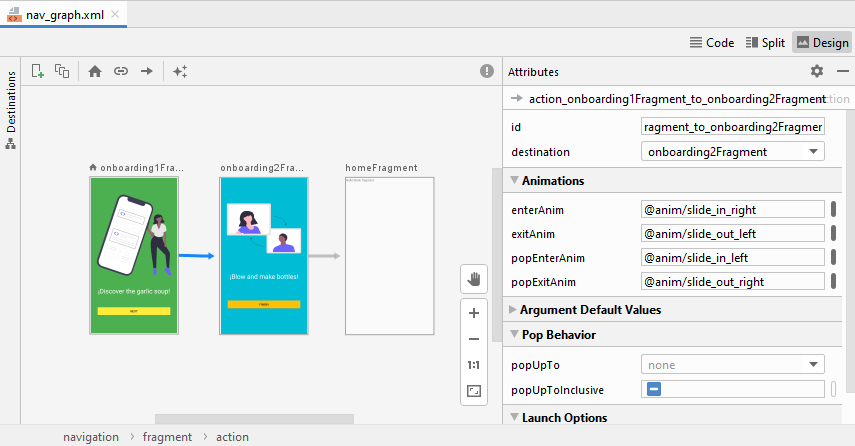 nav_graph.xml
Code Split Design
Destinations
Attributes
action_onboarding1Fragment_to_onboarding2Fragment
id ragment_to_onboarding2Fragmer
destination onboarding2Fragment
Animations
enterAnim @anim/slide_in_right
exitAnim @anim/slide_out_left
popEnterAnim @anim/slide_in_left
popExitAnim @anim/slide_out_right
Argument Default Values
Pop Behavior
popUpTo none
popUpToInclusive
Launch Options
onboarding1Fra...
¡Discover the garlic soup!
NEXT
onboarding2Fra...
¡Blow and make bottles!
FINISH
homeFragment
1:1
navigation > fragment > action